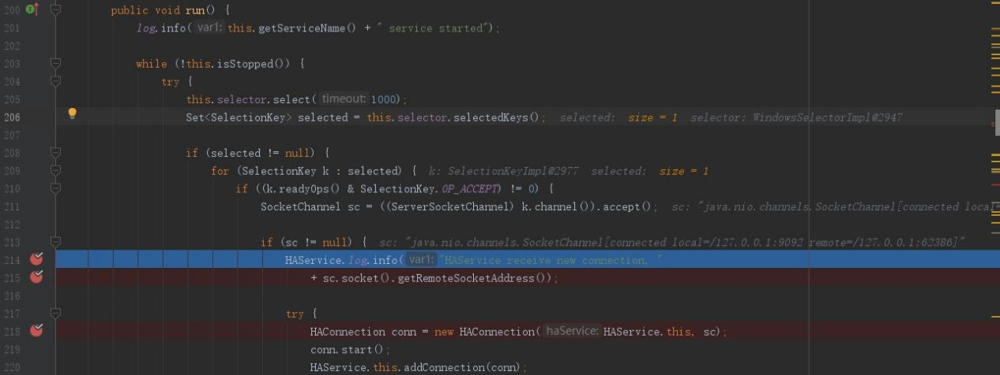 200 public void run() {
201 log.info( var1: this.getServiceName() + " service started");
202
203 while (!this.isStopped()) {
204 try {
205 this.selector.select( timeout: 1000);
206 Set<SelectionKey> selected = this.selector.selectedKeys(); selected: size = 1 selector: WindowsSelectorImpl@2947
207
208 if (selected != null) {
209 for (SelectionKey k : selected) { k: SelectionKeyImpl@2977 selected: size = 1
210 if ((k.readyOps() & SelectionKey.OP_ACCEPT) != 0) {
211 SocketChannel sc = ((ServerSocketChannel) k.channel()).accept(); sc: "java.nio.channels.SocketChannel[connected local=
212
213 if (sc != null) { sc: "java.nio.channels.SocketChannel[connected local=/127.0.0.1:9092 remote=/127.0.0.1:62386]"
214 HAService.log.info( var1: "HAService receive new connection, "
215 + sc.socket().getRemoteSocketAddress());
216
217 try {
218 HAConnection conn = new HAConnection( haService: HAService.this, sc);
219 conn.start();
220 HAService.this.addConnection(conn);